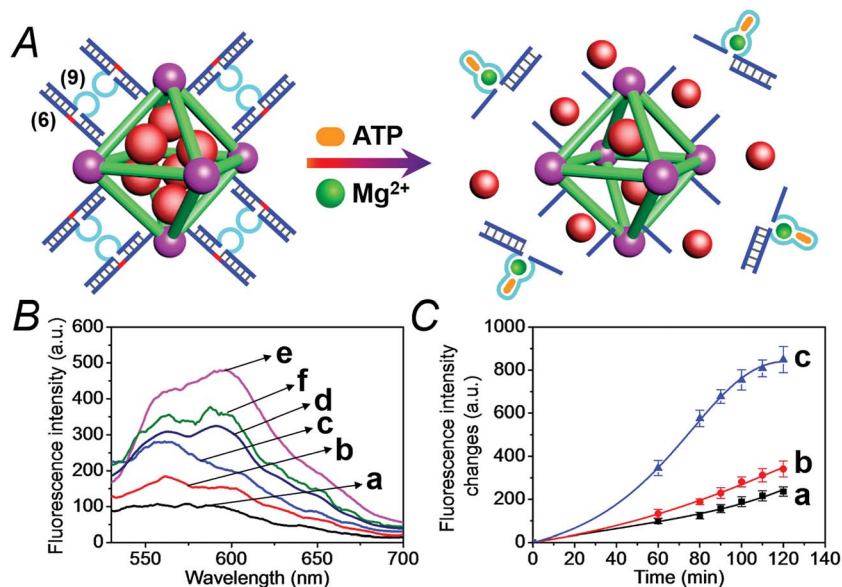 A
(9)
(6)
ATP
Mg2+
B
Fluorescence intensity (a.u.)
600
500
400
300
200
100
0
550
600
650
700
Wavelength (nm)
e
f
d
c
b
a
C
Fluorescence intensity
changes (a.u.)
1000
800
600
400
200
0
0
20
40
60
80
100
120
140
Time (min)
c
b
a